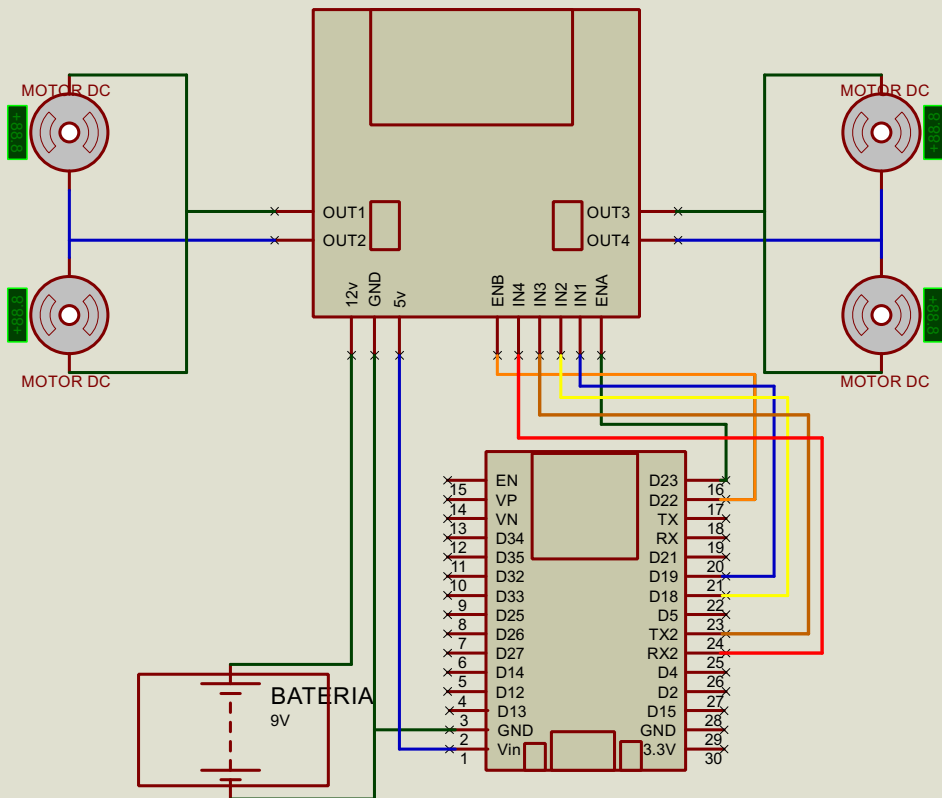 MOTOR DC
MOTOR DC
+88.8
+88.8
OUT1
OUT2
OUT3
OUT4
12v
GND
5v
ENB
IN4
IN3
IN2
IN1
ENA
+88.8
+88.8
MOTOR DC
MOTOR DC
EN
15
VP
14
VN
13
D34
12
D35
11
D32
10
D33
9
D25
8
D26
7
D27
6
D14
5
D12
4
D13
3
GND
2
Vin
1
D23
16
D22
17
TX
18
RX
19
D21
20
D19
21
D18
22
D5
23
TX2
24
RX2
25
D4
26
D2
27
D15
28
GND
29
3.3V
30
BATERIA
9V